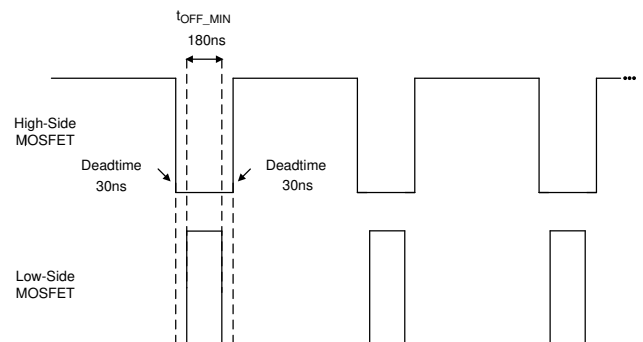 tOFF_MIN
180ns
High-Side
MOSFET
Deadtime
30ns
Deadtime
30ns
Low-Side
MOSFET